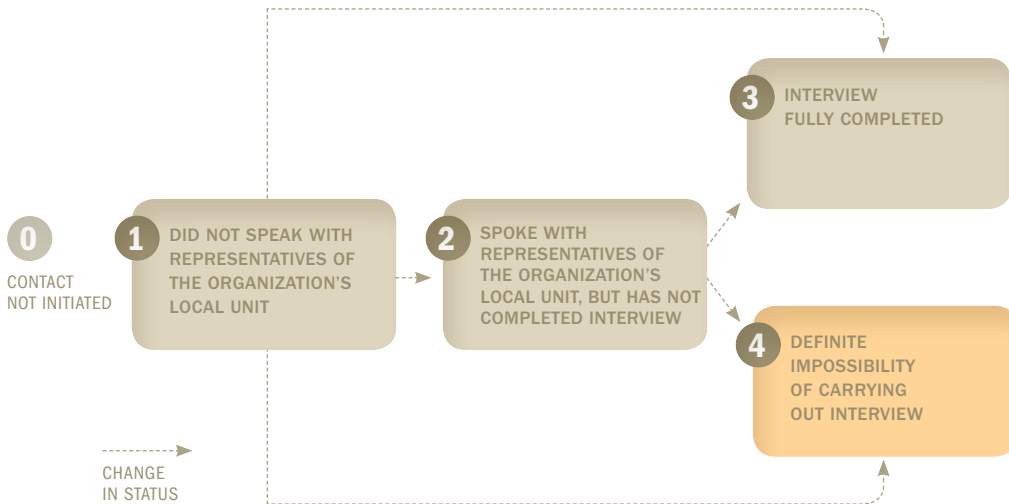 0
CONTACT
NOT INITIATED
1
DID NOT SPEAK WITH
REPRESENTATIVES OF
THE ORGANIZATION'S
LOCAL UNIT
2
SPOKE WITH
REPRESENTATIVES OF
THE ORGANIZATION'S
LOCAL UNIT, BUT HAS NOT
COMPLETED INTERVIEW
3
INTERVIEW
FULLY COMPLETED
4
DEFINITE
IMPOSSIBILITY
OF CARRYING
OUT INTERVIEW
CHANGE
IN STATUS